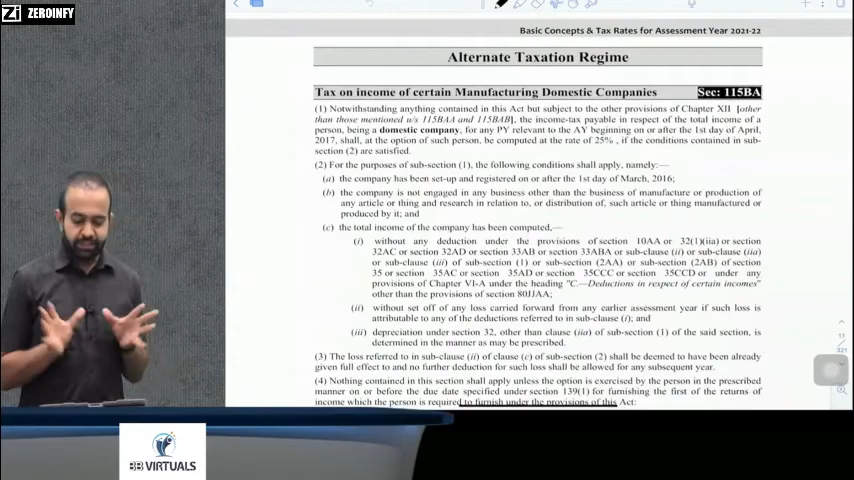 Zi ZEROINFY
Basic Concepts & Tax Rates for Assessment Year 2021-22
Alternate Taxation Regime
Tax on income of certain Manufacturing Domestic Companies Sec: 115BA
(1) Notwithstanding anything contained in this Act but subject to the other provisions of Chapter XII [other
than those mentioned u/s 115BAA and 115BAB], the income-tax payable in respect of the total income of a
person, being a domestic company, for any PY relevant to the AY beginning on or after the 1st day of April,
2017, shall, at the option of such person, be computed at the rate of 25% , if the conditions contained in sub-
section (2) are satisfied.
(2) For the purposes of sub-section (1), the following conditions shall apply, namely:—
(a) the company has been set-up and registered on or after the 1st day of March, 2016;
(b) the company is not engaged in any business other than the business of manufacture or production of
any article or thing and research in relation to, or distribution of, such article or thing manufactured or
produced by it; and
(c) the total income of the company has been computed,—
(i) without any deduction under the provisions of section 10AA or 32(1)(iia) or section
32AC or section 32AD or section 33AB or section 33ABA or sub-clause (ii) or sub-clause (iia)
or sub-clause (iii) of sub-section (1) or sub-section (2AA) or sub-section (2AB) of section
35 or section 35AC or section 35AD or section 35CCC or section 35CCD or under any
provisions of Chapter VI-A under the heading "C.—Deductions in respect of certain incomes"
other than the provisions of section 80JJAA;
(ii) without set off of any loss carried forward from any earlier assessment year if such loss is
attributable to any of the deductions referred to in sub-clause (i); and
(iii) depreciation under section 32, other than clause (iia) of sub-section (1) of the said section, is
determined in the manner as may be prescribed.
(3) The loss referred to in sub-clause (ii) of clause (c) of sub-section (2) shall be deemed to have been already
given full effect to and no further deduction for such loss shall be allowed for any subsequent year.
(4) Nothing contained in this section shall apply unless the option is exercised by the person in the prescribed
manner on or before the due date specified under section 139(1) for furnishing the first of the returns of
income which the person is required to furnish under the provisions of this Act:
BB VIRTUALS